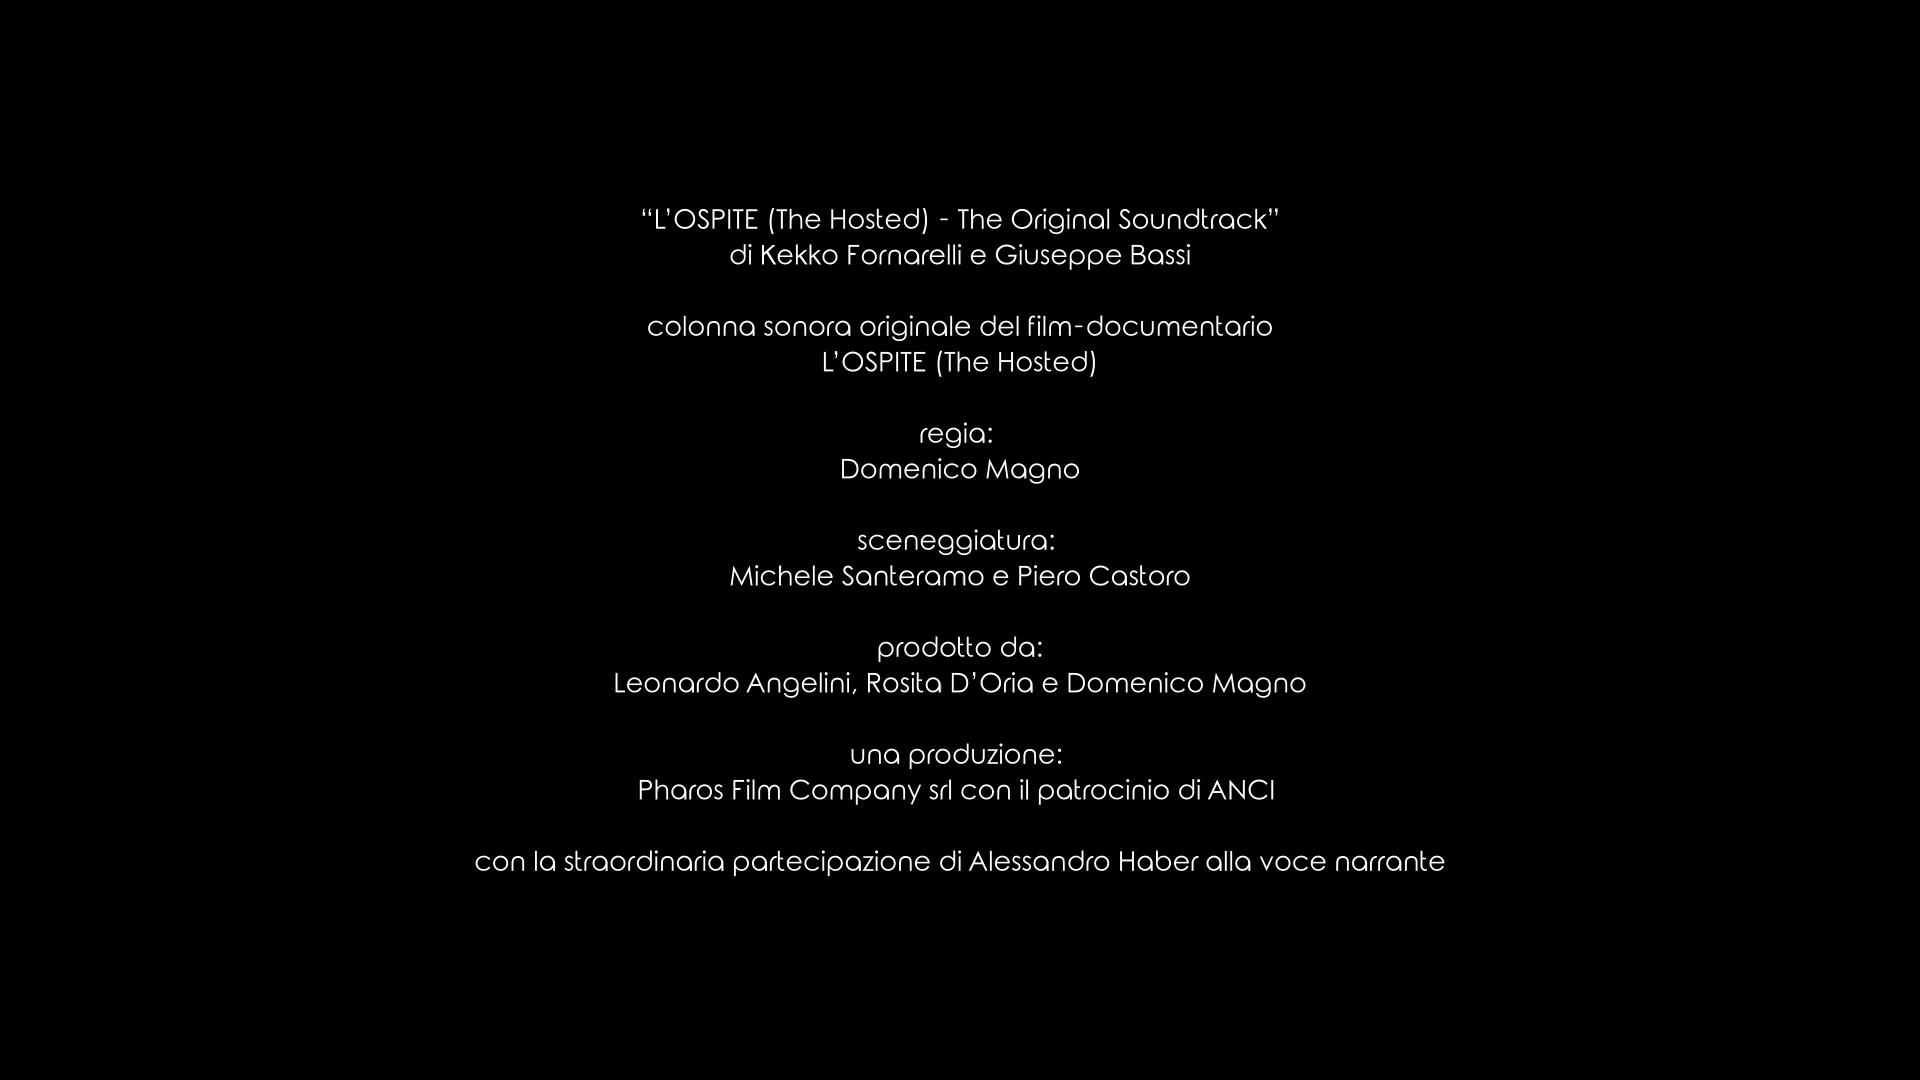 “L’OSPITE (The Hosted) - The Original Soundtrack”
di Kekko Fornarelli e Giuseppe Bassi
colonna sonora originale del film-documentario
L’OSPITE (The Hosted)
regia:
Domenico Magno
sceneggiatura:
Michele Santeramo e Piero Castoro
prodotto da:
Leonardo Angelini, Rosita D’Oria e Domenico Magno
una produzione:
Pharos Film Company srl con il patrocinio di ANCI
con la straordinaria partecipazione di Alessandro Haber alla voce narrante